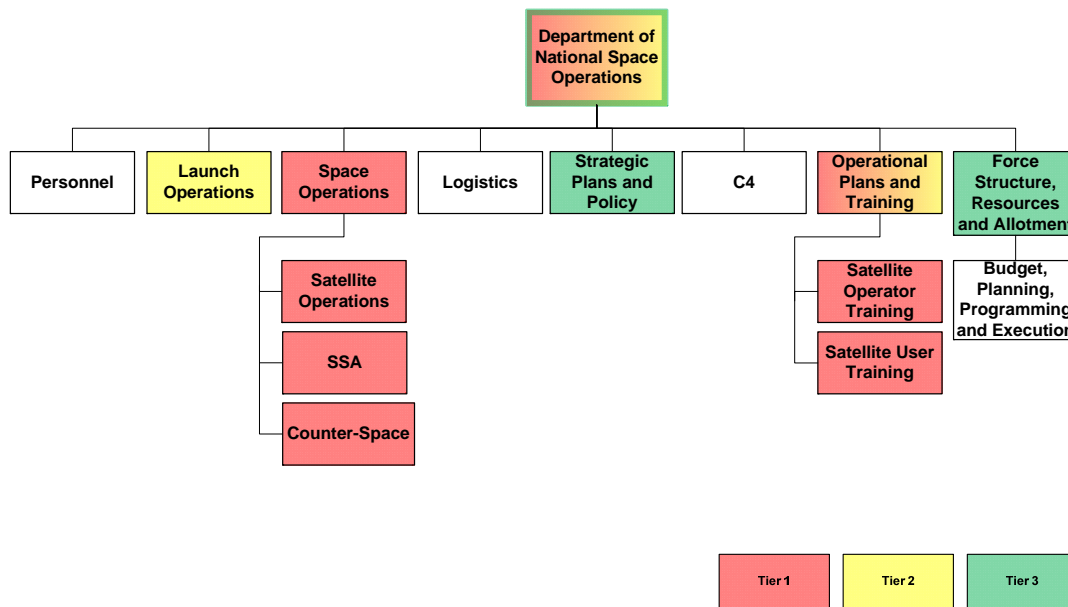 Department of
National Space
Operations
Personnel
Launch
Operations
Space
Operations
Logistics
Strategic
Plans and
Policy
C4
Operational
Plans and
Training
Force
Structure,
Resources
and Allotment
Satellite
Operations
SSA
Counter-Space
Satellite
Operator
Training
Satellite User
Training
Budget,
Planning,
Programming
and Execution
Tier 1
Tier 2
Tier 3